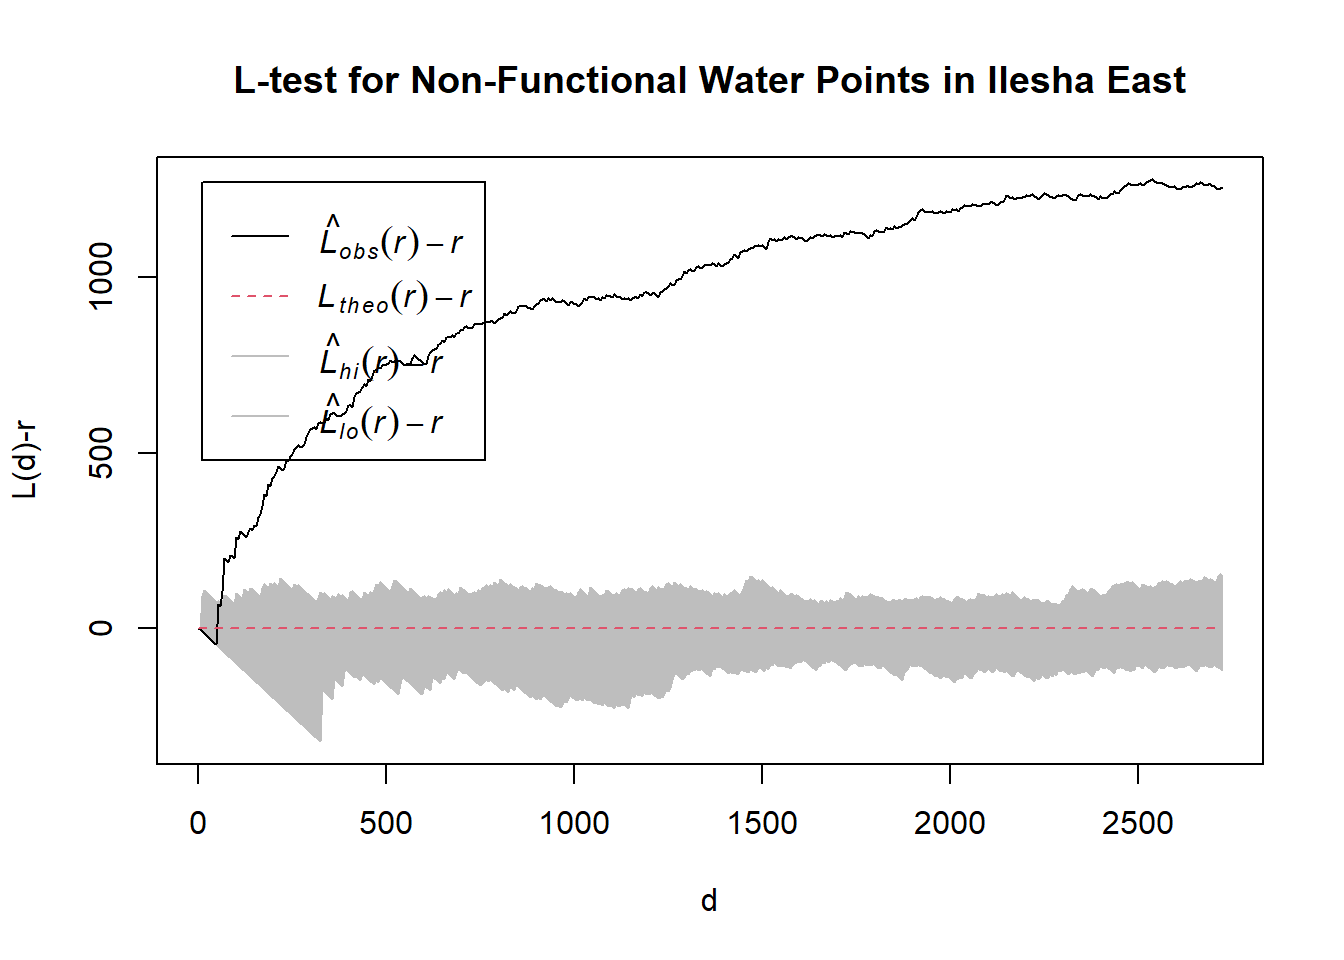 L-test for Non-Functional Water Points in Ilesha East
L(d)-r
1000
500
0
L̂obs(r) – r
Ltheo(r) – r
L̂hi(r) – r
L̂lo(r) – r
0 500 1000 1500 2000 2500
d